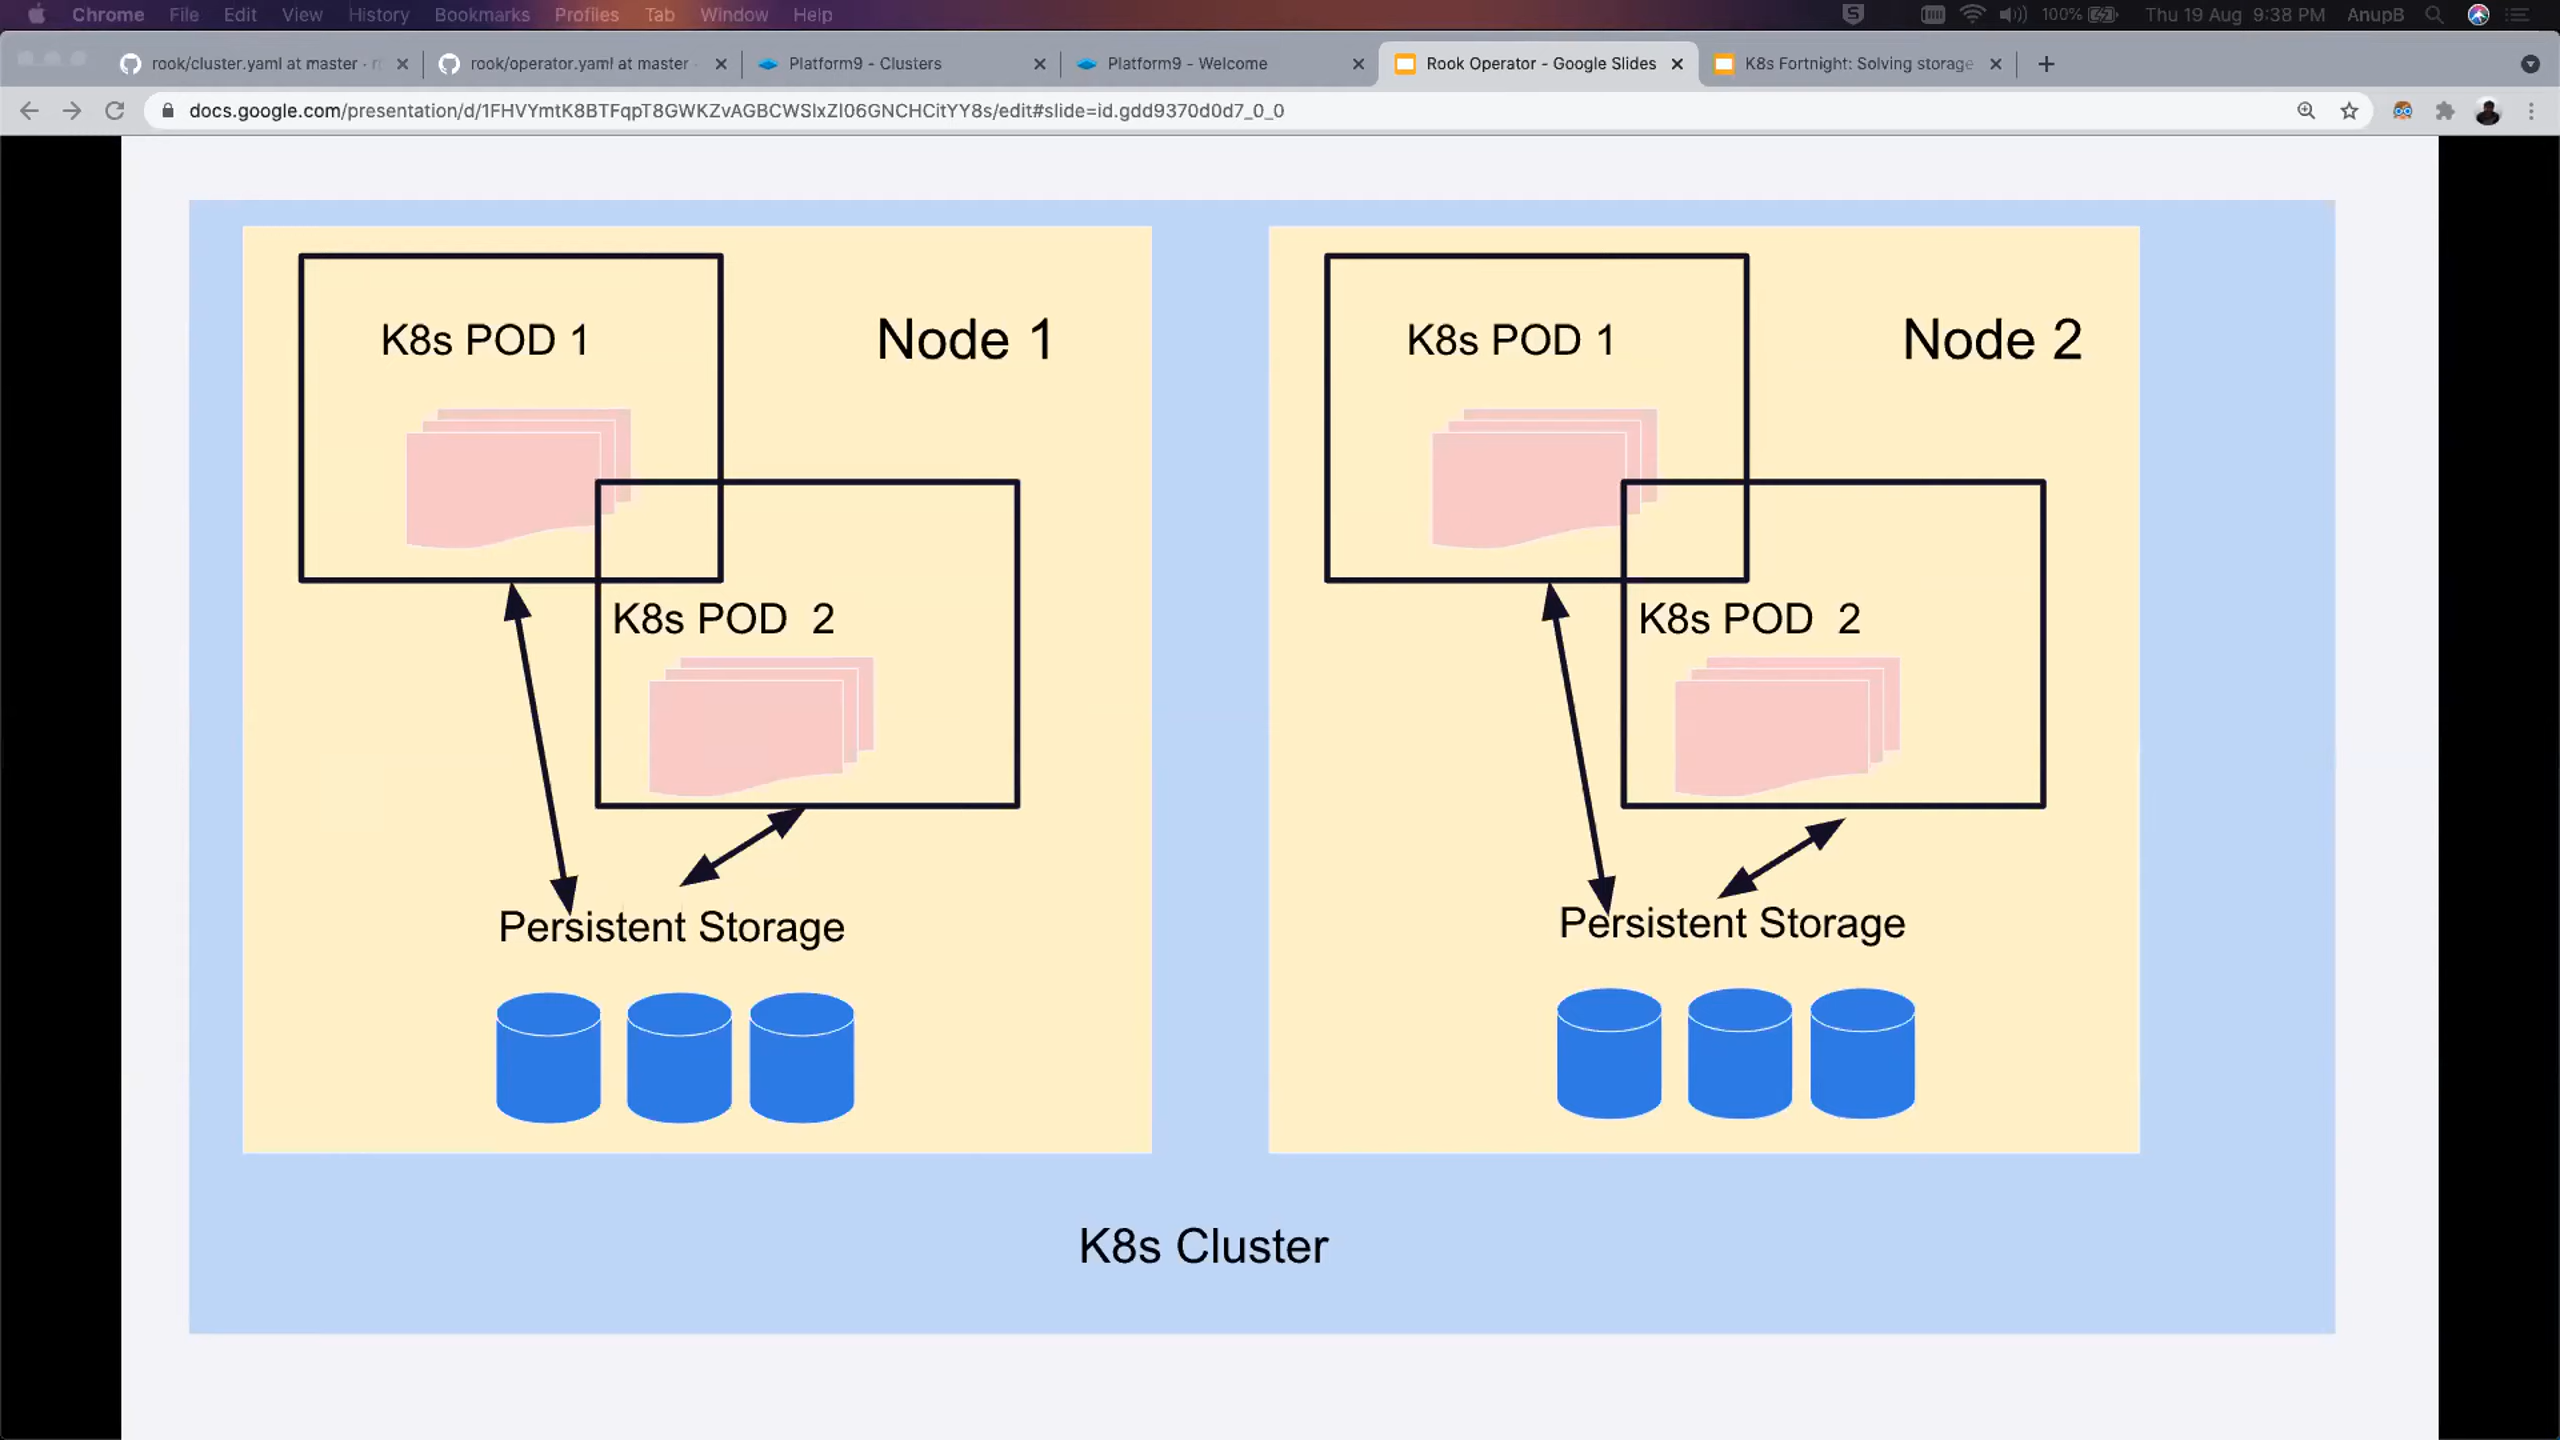 Chrome File Edit View History Bookmarks Profiles Tab Window Help 100% Thu 19 Aug 9:38 PM AnupB
rook/cluster.yaml at master · r rook/operator.yaml at master · Platform9 - Clusters Platform9 - Welcome Rook Operator - Google Slides K8s Fortnight: Solving storage
docs.google.com/presentation/d/1FHVYmtK8BTFqpT8GWKZvAGBCWSlxZl06GNCHCitYY8s/edit#slide=id.gdd9370d0d7_0_0
K8s POD 1
Node 1
K8s POD 2
Persistent Storage
K8s POD 1
Node 2
K8s POD 2
Persistent Storage
K8s Cluster